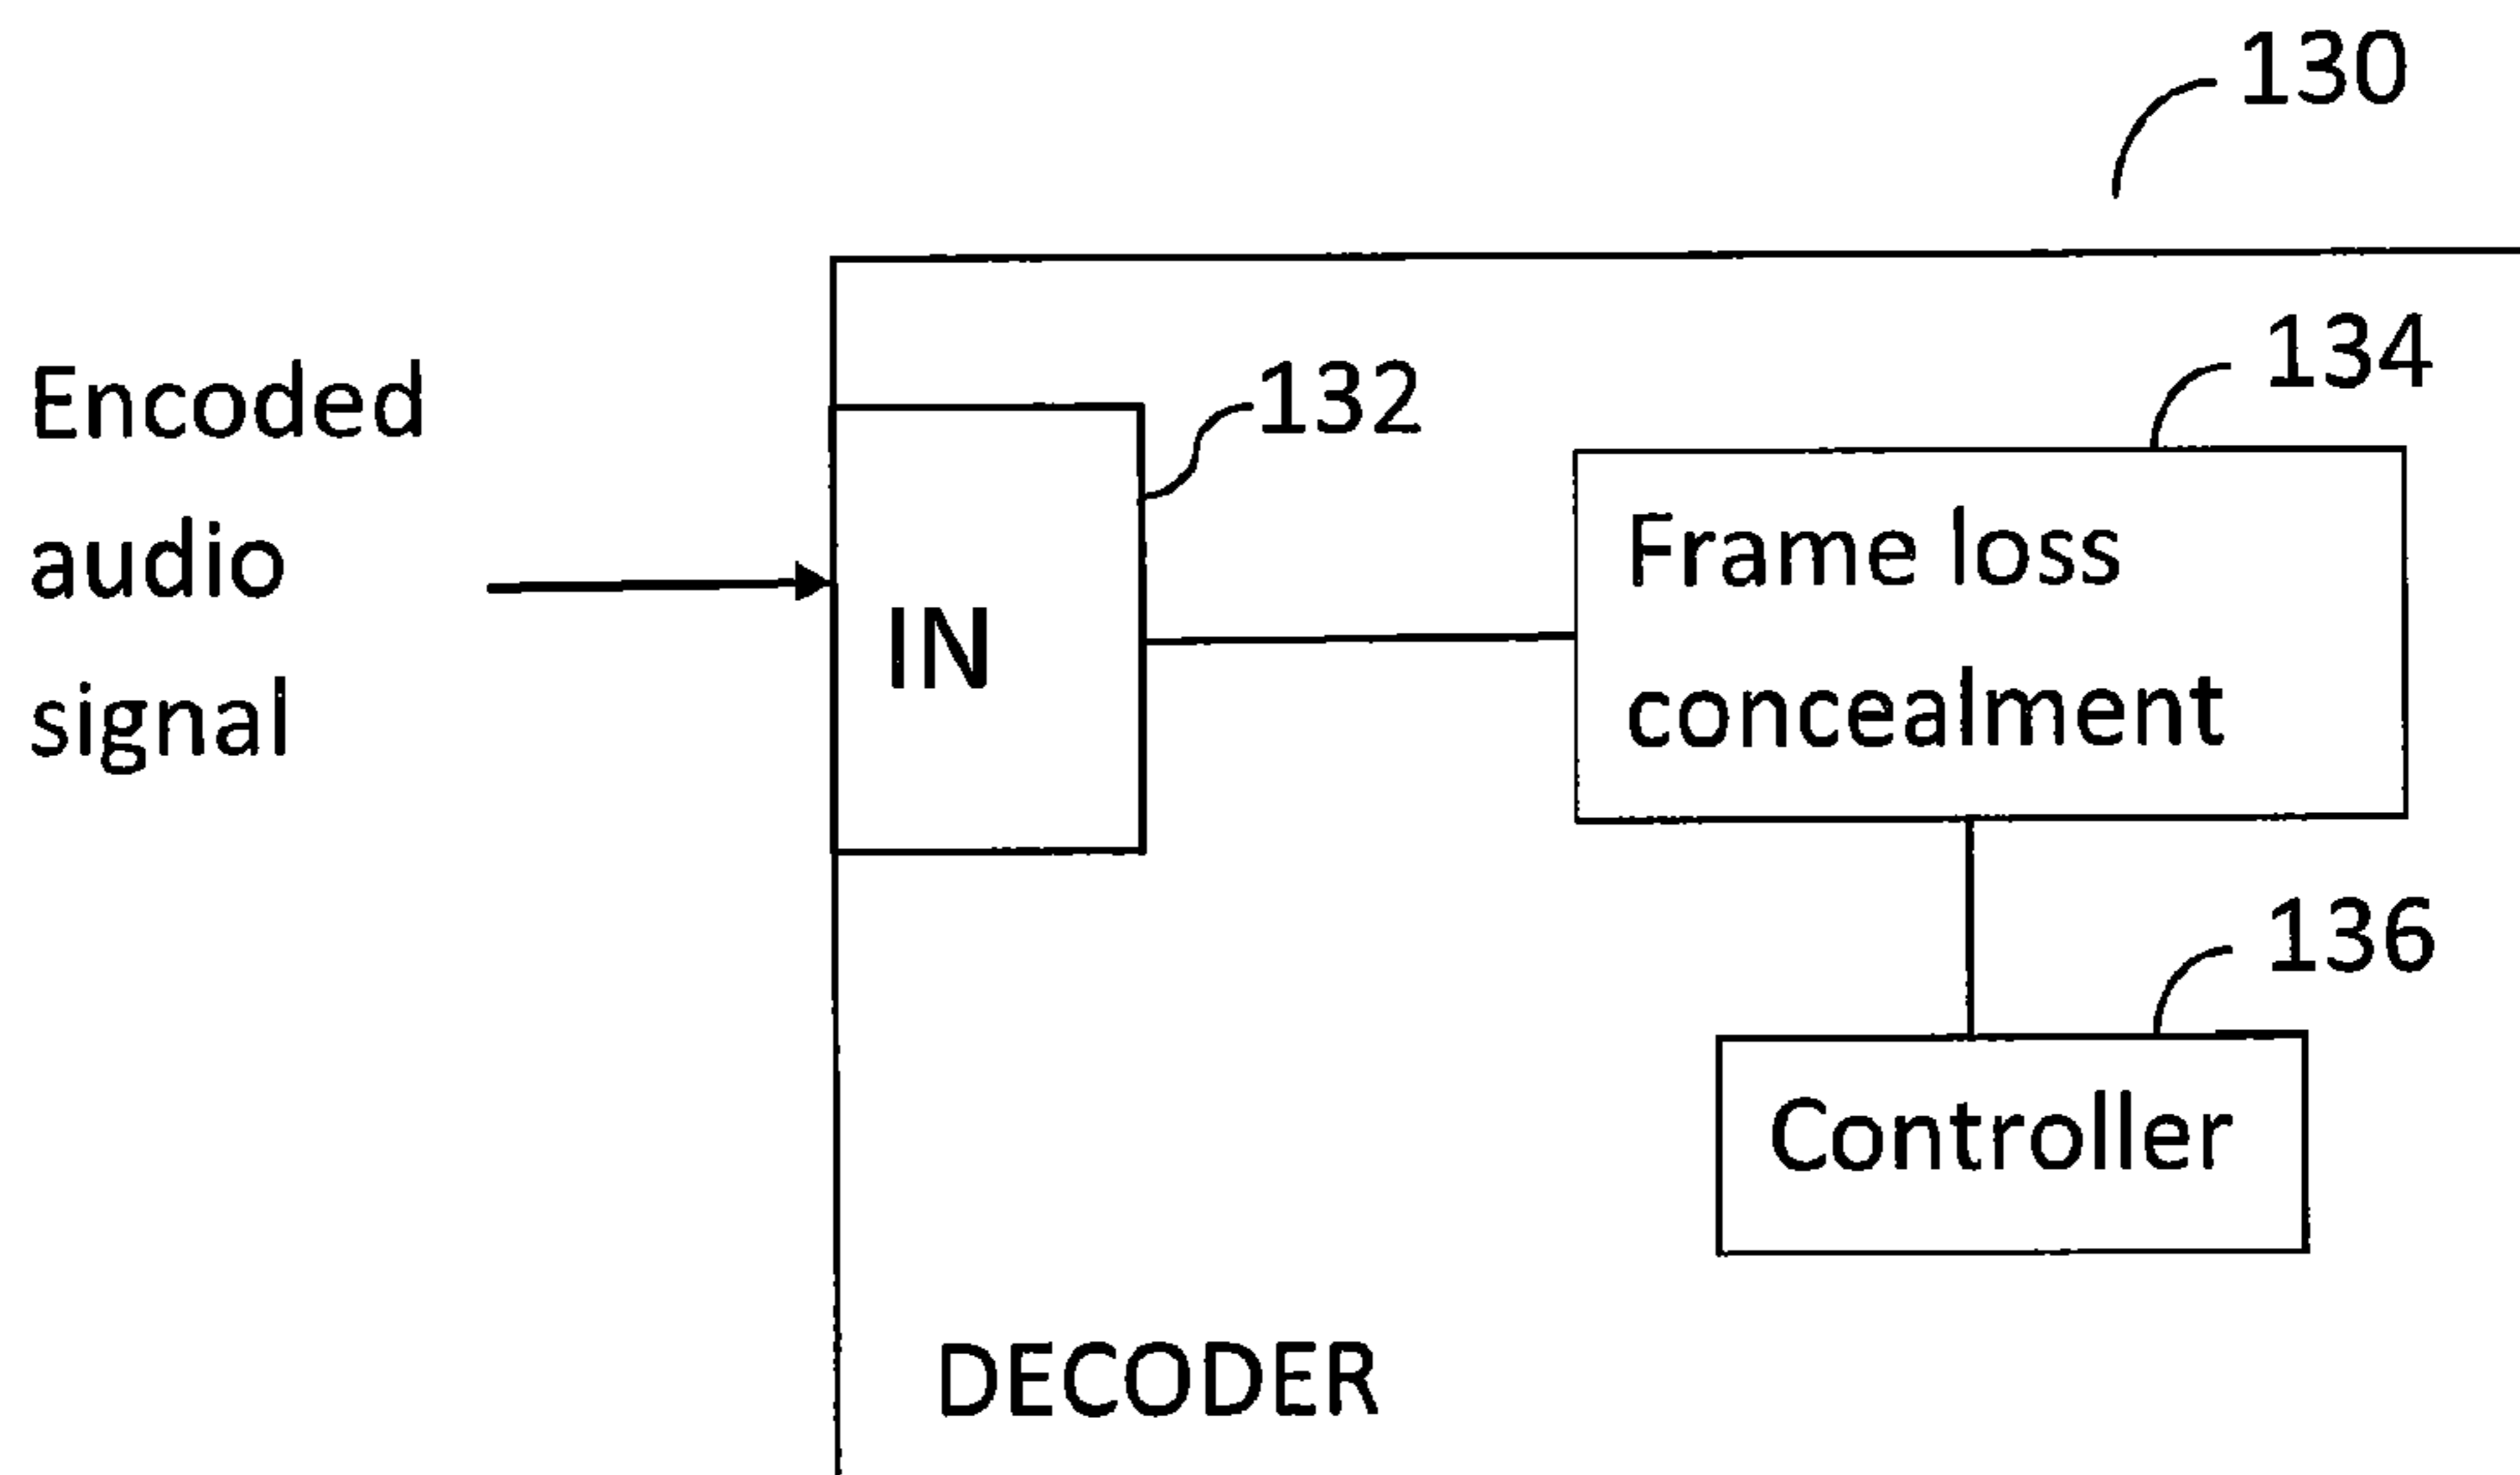 130
134
132
Encoded
audio
signal
IN
Frame loss
concealment
136
Controller
DECODER